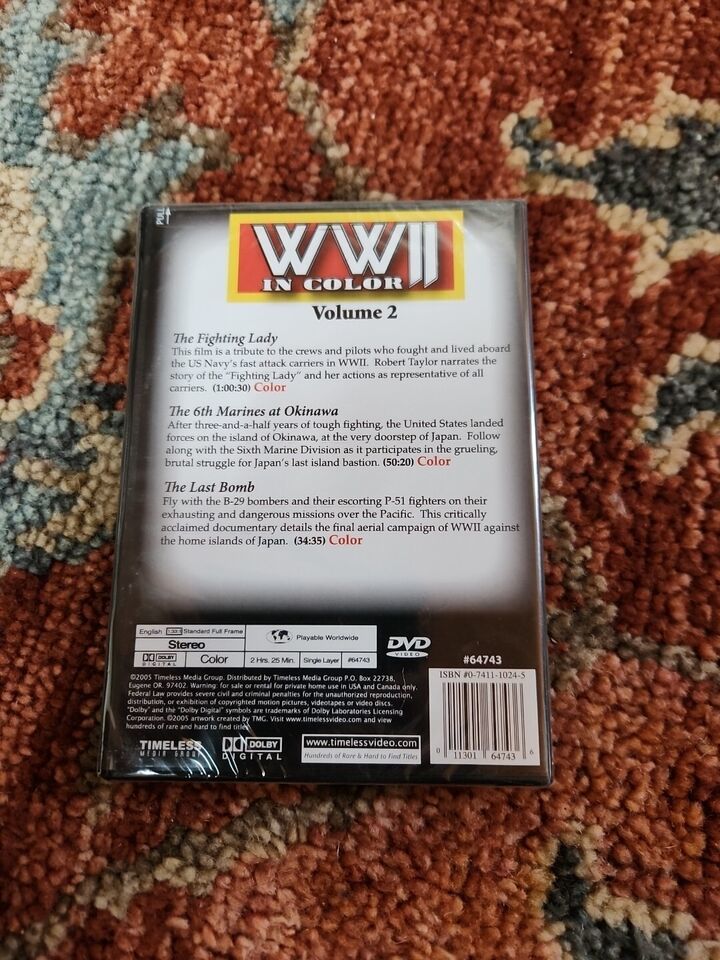 PULL
WWII
IN COLOR
Volume 2
The Fighting Lady
This film is a tribute to the crews and pilots who fought and lived aboard
the US Navy's fast attack carriers in WWII. Robert Taylor narrates the
story of the "Fighting Lady" and her actions as representative of all
carriers. (1:00:30) Color
The 6th Marines at Okinawa
After three-and-a-half years of tough fighting, the United States landed
forces on the island of Okinawa, at the very doorstep of Japan. Follow
along with the Sixth Marine Division as it participates in the grueling,
brutal struggle for Japan's last island bastion. (50:20) Color
The Last Bomb
Fly with the B-29 bombers and their escorting P-51 fighters on their
exhausting and dangerous missions over the Pacific. This critically
acclaimed documentary details the final aerial campaign of WWII against
the home islands of Japan. (34:35) Color
English 1.33:1 Standard Full Frame
Stereo
Playable Worldwide
DOLBY DIGITAL Color 2 Hrs. 25 Min. Single Layer #64743
DVD
VIDEO
#64743
©2005 Timeless Media Group. Distributed by Timeless Media Group P.O. Box 22738,
Eugene OR. 97402. Warning: for sale or rental for private home use in USA and Canada only.
Federal Law provides severe civil and criminal penalties for the unauthorized reproduction,
distribution, or exhibition of copyrighted motion pictures, videotapes or video discs.
"Dolby" and the "Dolby Digital" symbols are trademarks of Dolby Laboratories Licensing
Corporation. ©2005 artwork created by TMG. Visit www.timelessvideo.com and view
hundreds of rare and hard to find titles
TIMELESS
MEDIA GROUP
DOLBY
DIGITAL
www.timelessvideo.com
Hundreds of Rare & Hard to Find Titles
ISBN #0-7411-1024-5
0 11301 64743 6